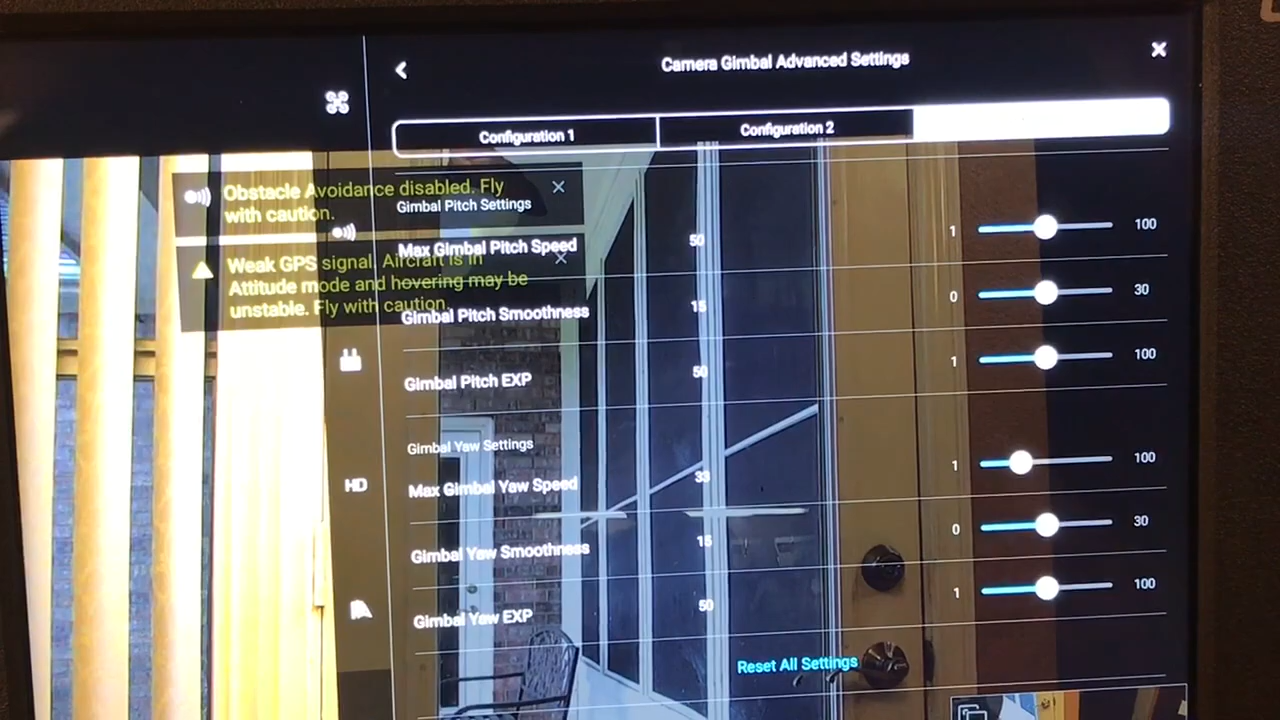 Camera Gimbal Advanced Settings
Configuration 1
Configuration 2
Obstacle Avoidance disabled. Fly
with caution.
Gimbal Pitch Settings
Weak GPS signal. Aircraft is in
Attitude mode and hovering may be
unstable. Fly with caution.
Max Gimbal Pitch Speed 50 1 100
Gimbal Pitch Smoothness 15 0 30
Gimbal Pitch EXP 50 1 100
Gimbal Yaw Settings
HD
Max Gimbal Yaw Speed 33 1 100
Gimbal Yaw Smoothness 15 0 30
Gimbal Yaw EXP 50 1 100
Reset All Settings